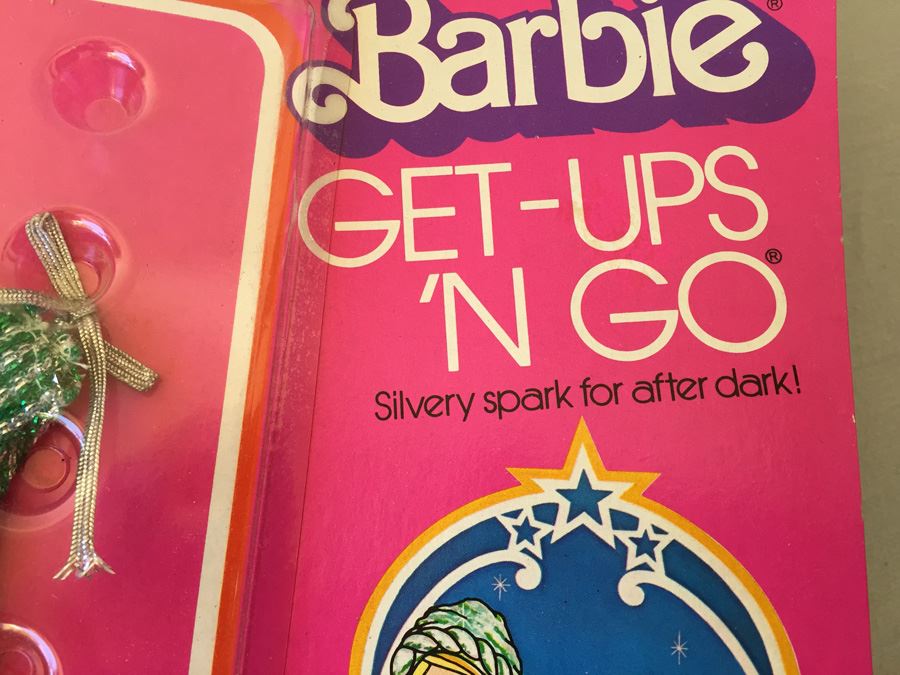 Barbie®
GET-UPS
'N GO®
Silvery spark for after dark!